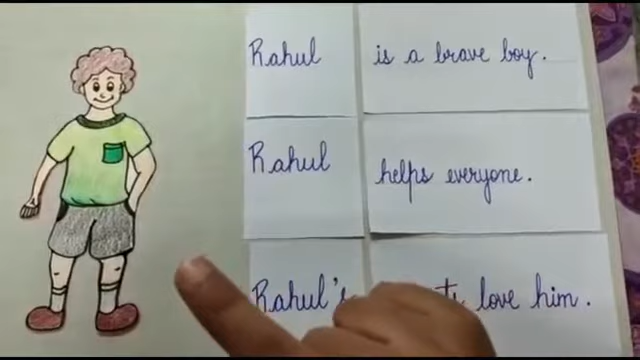 Rahul is a brave boy.
Rahul helps everyone.
Rahul's love him.